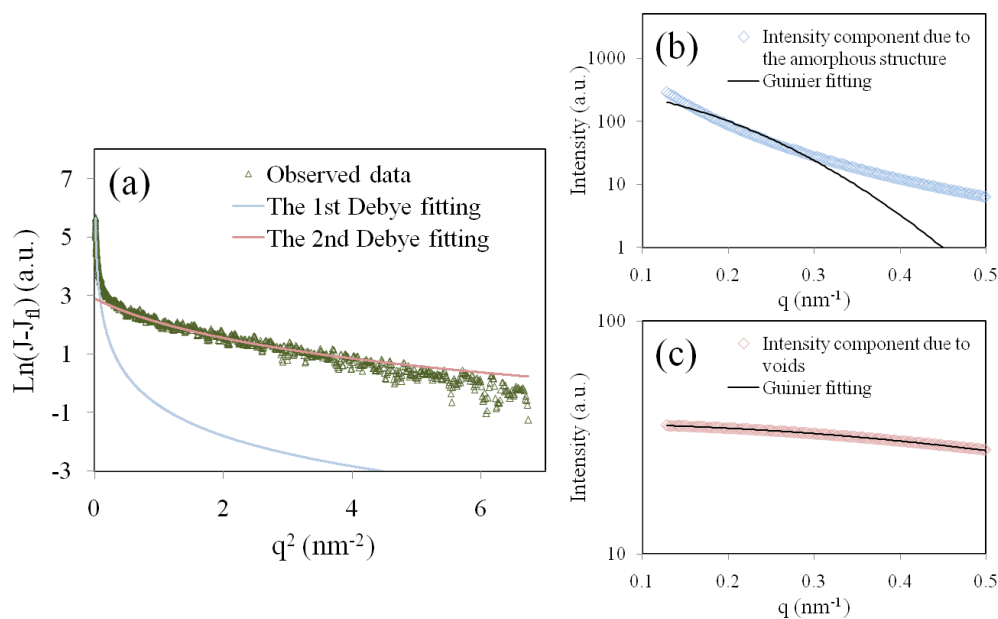 (a)
Observed data
The 1st Debye fitting
The 2nd Debye fitting
Ln(J-J_fl) (a.u.)
7
5
3
1
-1
-3
0
2
4
6
q² (nm⁻²)
(b)
Intensity component due to
the amorphous structure
Guinier fitting
Intensity (a.u.)
1000
100
10
1
0.1
0.2
0.3
0.4
0.5
q (nm⁻¹)
(c)
Intensity component due to
voids
Guinier fitting
Intensity (a.u.)
100
10
0.1
0.2
0.3
0.4
0.5
q (nm⁻¹)